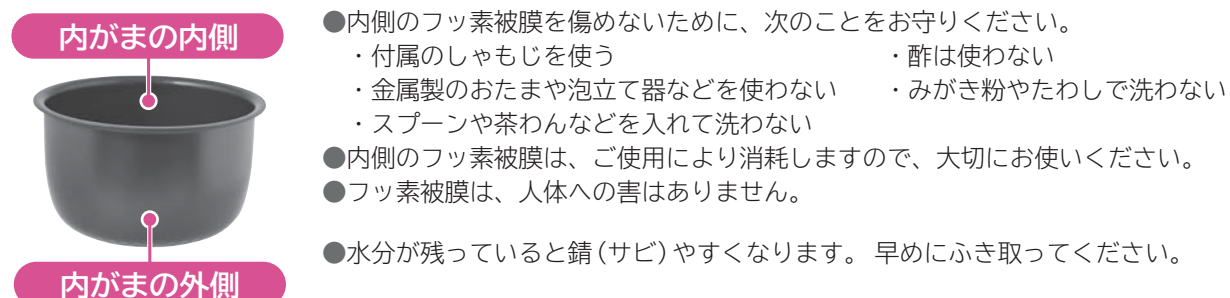 内がまの内側
●内側のフッ素被膜を傷めないために、次のことをお守りください。
・付属のしゃもじを使う
・酢は使わない
・金属製のおたまや泡立て器などを使わない
・みがき粉やたわしで洗わない
・スプーンや茶わんなどを入れて洗わない
●内側のフッ素被膜は、ご使用により消耗しますので、大切にお使いください。
●フッ素被膜は、人体への害はありません。
●水分が残っていると錆(サビ)やすくなります。 早めにふき取ってください。
内がまの外側